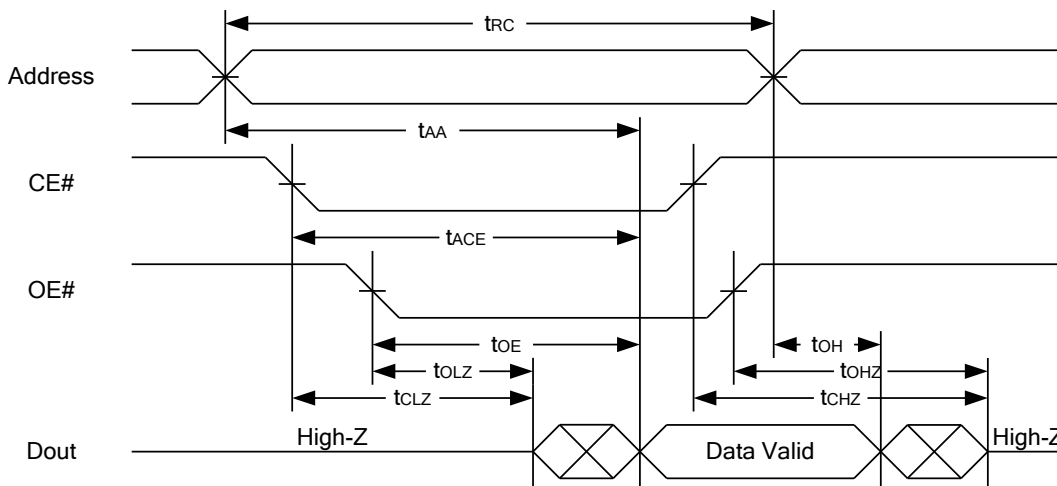 tRC
Address
tAA
CE#
tACE
OE#
tOE
tOH
tOLZ
tOHZ
tCLZ
tCHZ
Dout
High-Z
Data Valid
High-Z